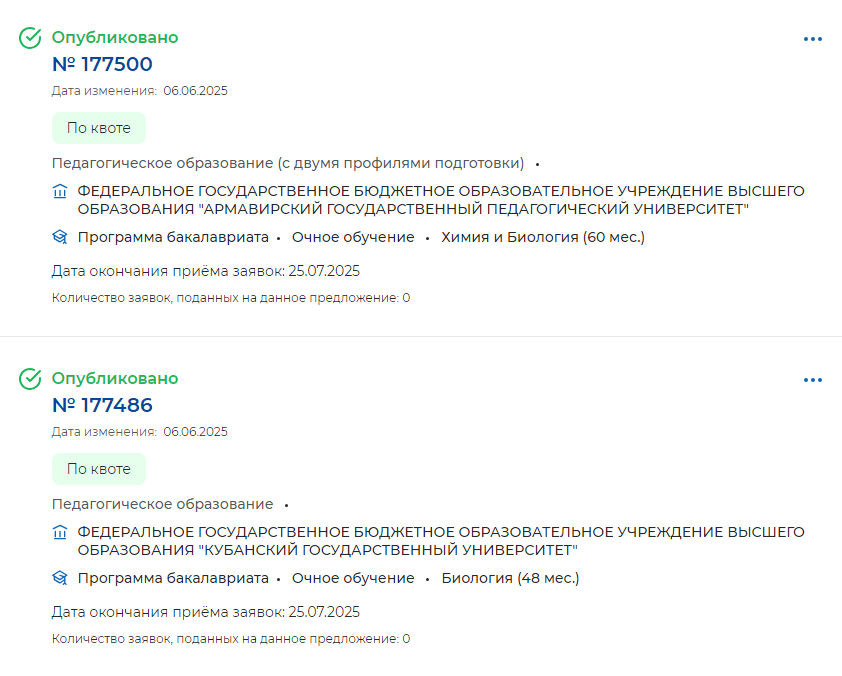 Опубликовано
№ 177500
Дата изменения: 06.06.2025
По квоте
Педагогическое образование (с двумя профилями подготовки) •
ФЕДЕРАЛЬНОЕ ГОСУДАРСТВЕННОЕ БЮДЖЕТНОЕ ОБРАЗОВАТЕЛЬНОЕ УЧРЕЖДЕНИЕ ВЫСШЕГО
ОБРАЗОВАНИЯ "АРМАВИРСКИЙ ГОСУДАРСТВЕННЫЙ ПЕДАГОГИЧЕСКИЙ УНИВЕРСИТЕТ"
Программа бакалавриата • Очное обучение • Химия и Биология (60 мес.)
Дата окончания приёма заявок: 25.07.2025
Количество заявок, поданных на данное предложение: 0
Опубликовано
№ 177486
Дата изменения: 06.06.2025
По квоте
Педагогическое образование •
ФЕДЕРАЛЬНОЕ ГОСУДАРСТВЕННОЕ БЮДЖЕТНОЕ ОБРАЗОВАТЕЛЬНОЕ УЧРЕЖДЕНИЕ ВЫСШЕГО
ОБРАЗОВАНИЯ "КУБАНСКИЙ ГОСУДАРСТВЕННЫЙ УНИВЕРСИТЕТ"
Программа бакалавриата • Очное обучение • Биология (48 мес.)
Дата окончания приёма заявок: 25.07.2025
Количество заявок, поданных на данное предложение: 0